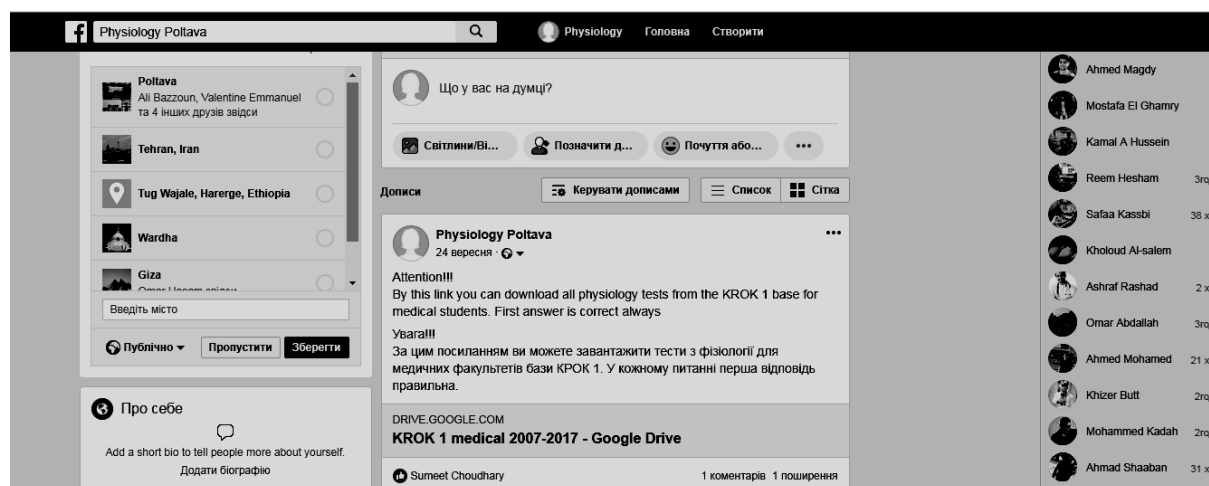 Physiology Poltava
Physiology Головна Створити
Poltava
Ali Bazzoun, Valentine Emmanuel
та 4 інших друзів звідси
Tehran, Iran
Tug Wajale, Harerge, Ethiopia
Wardha
Giza
Введіть місто
Публічно Пропустити Зберегти
Про себе
Add a short bio to tell people more about yourself.
Додати біографію
Що у вас на думці?
Світлини/Ві... Позначити д... Почуття або...
Дописи Керувати дописами Список Сітка
Physiology Poltava
24 вересня ·
Attention!!!
By this link you can download all physiology tests from the KROK 1 base for
medical students. First answer is correct always
Увага!!!
За цим посиланням ви можете завантажити тести з фізіології для
медичних факультетів бази КРОК 1. У кожному питанні перша відповідь
правильна.
DRIVE.GOOGLE.COM
KROK 1 medical 2007-2017 - Google Drive
Sumeet Choudhary 1 коментарів 1 поширення
Ahmed Magdy
Mostafa El Ghamry
Kamal A Hussein
Reem Hesham
Safaa Kassbi 38 х
Kholoud Al-salem
Ashraf Rashad 2 х
Omar Abdallah
Ahmed Mohamed 21 х
Khizer Butt
Mohammed Kadah
Ahmad Shaaban 31 х